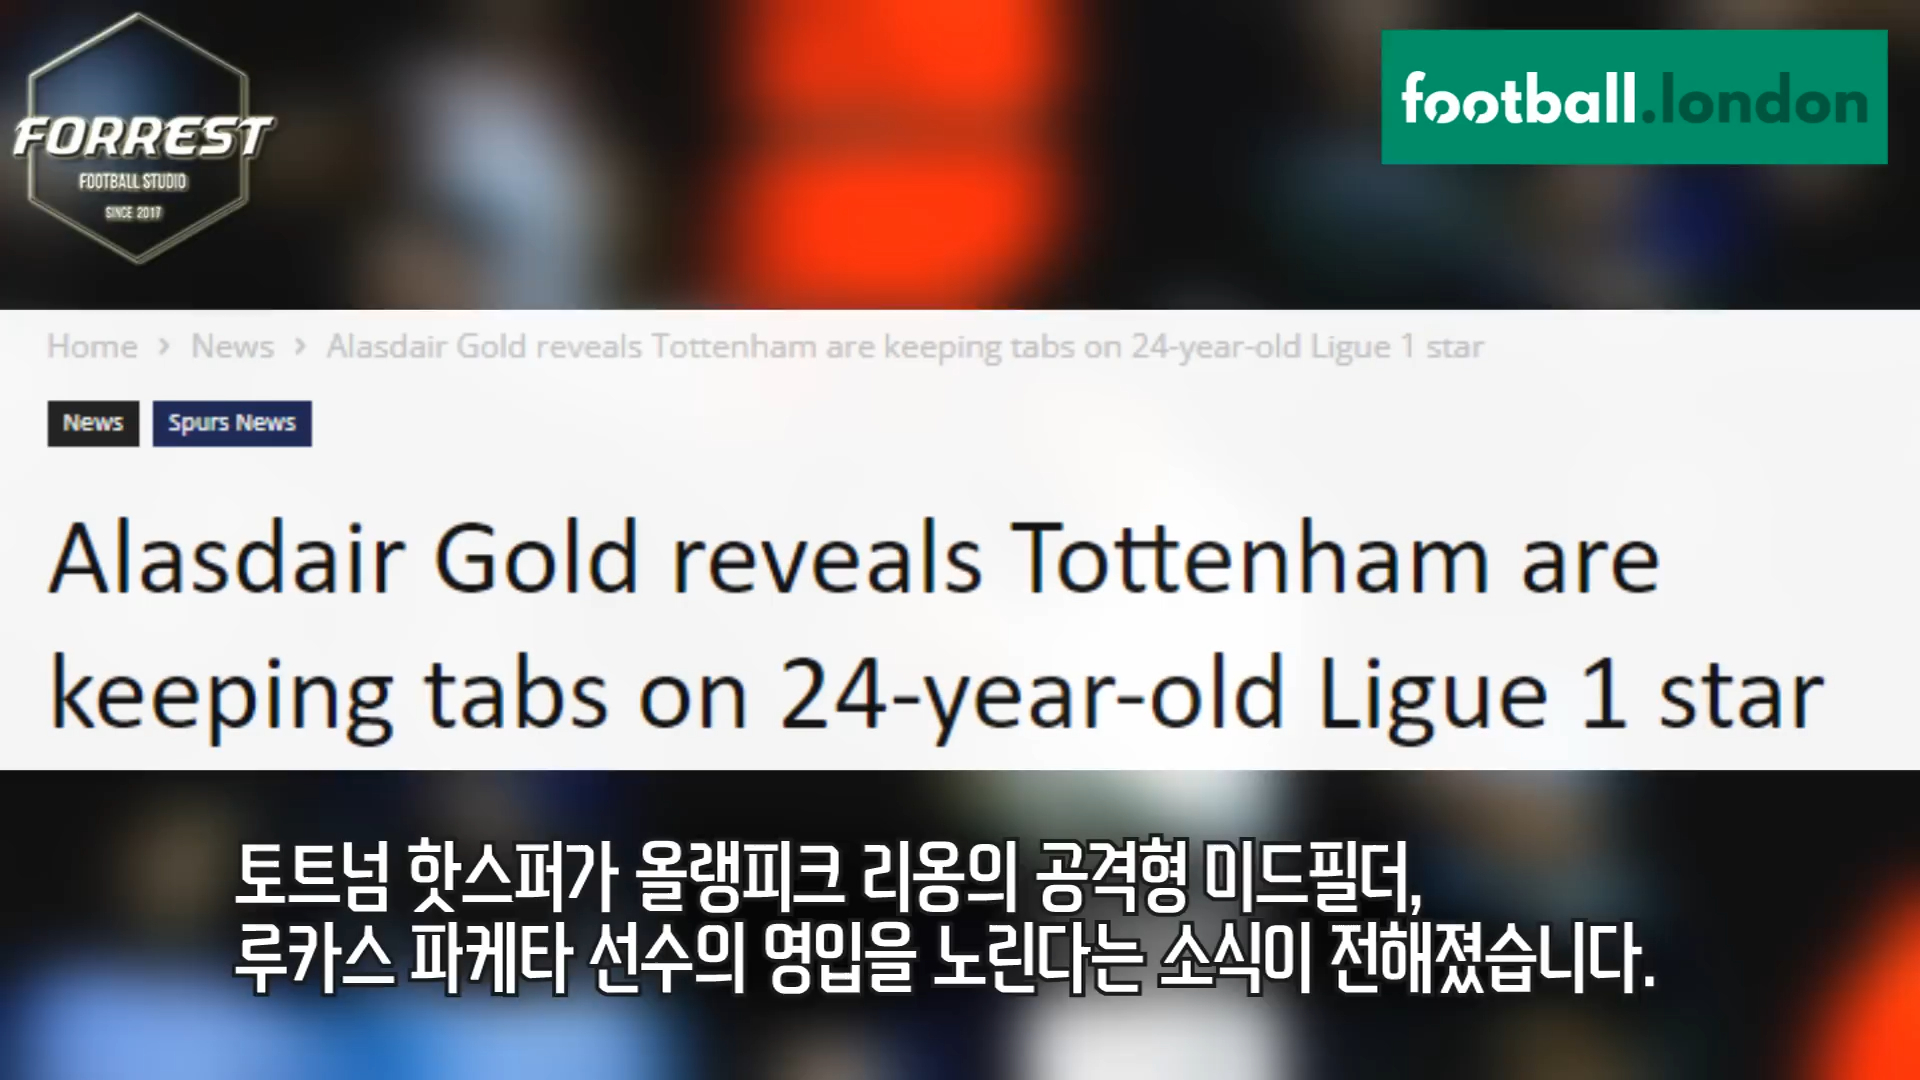 FORREST
FOOTBALL STUDIO
SINCE 2017
football.london
Home > News > Alasdair Gold reveals Tottenham are keeping tabs on 24-year-old Ligue 1 star
News Spurs News
Alasdair Gold reveals Tottenham are
keeping tabs on 24-year-old Ligue 1 star
토트넘 핫스퍼가 올랭피크 리옹의 공격형 미드필더,
루카스 파케타 선수의 영입을 노린다는 소식이 전해졌습니다.